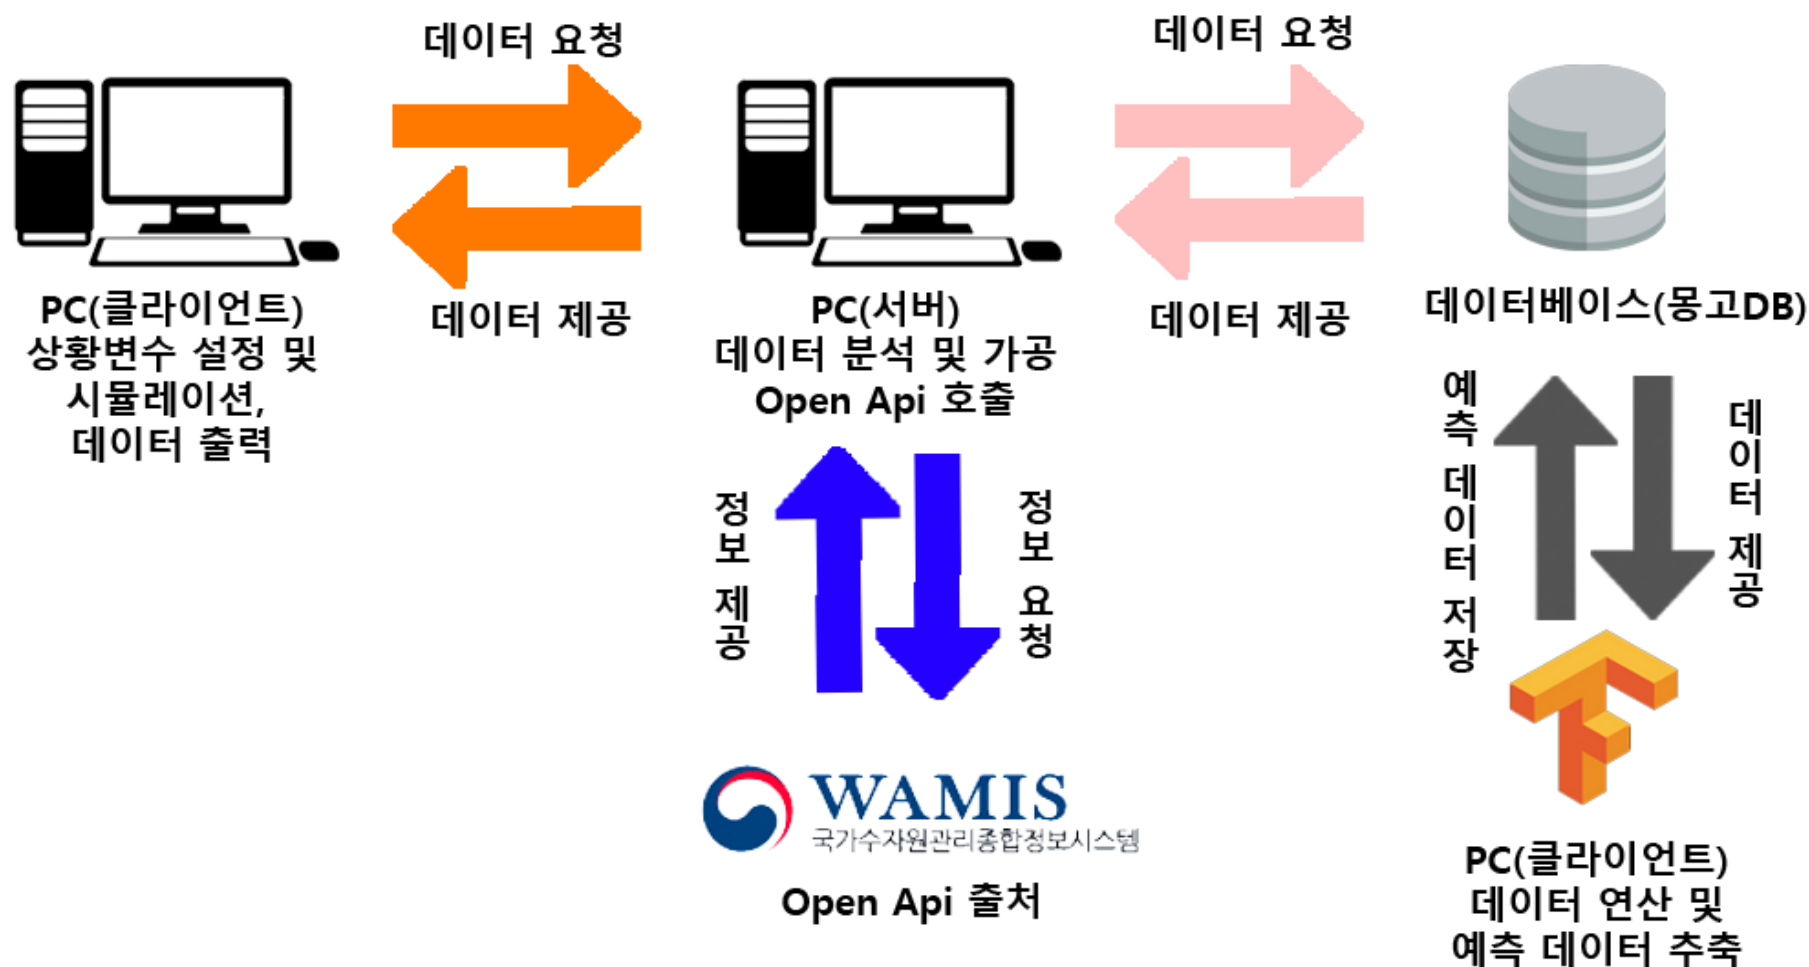 데이터 요청
데이터 요청
PC(클라이언트)
상황변수 설정 및
시뮬레이션,
데이터 출력
데이터 제공
PC(서버)
데이터 분석 및 가공
Open Api 호출
데이터 제공
데이터베이스(몽고DB)
정보 제공
정보 요청
예측 데이터 저장
데이터 제공
WAMIS
국가수자원관리종합정보시스템
Open Api 출처
PC(클라이언트)
데이터 연산 및
예측 데이터 추축